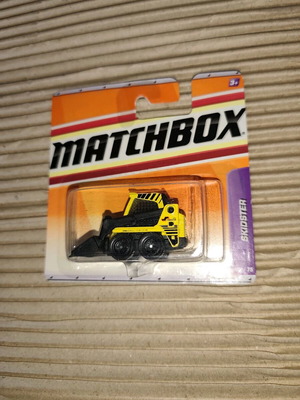 3+
MATCHBOX
SKIDSTER